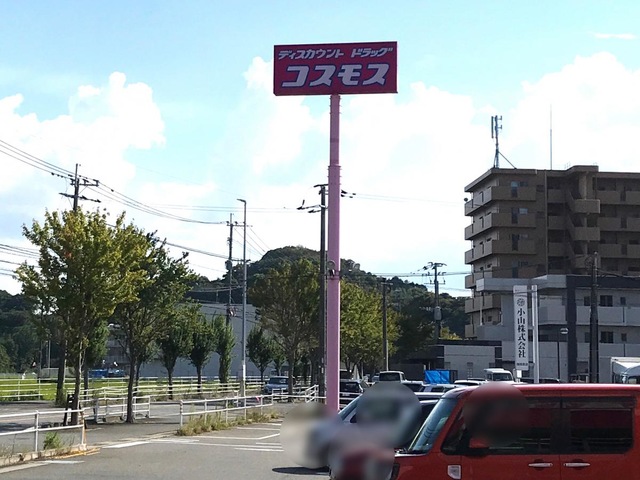 ディスカウント ドラッグ
コスモス
小山株式会社